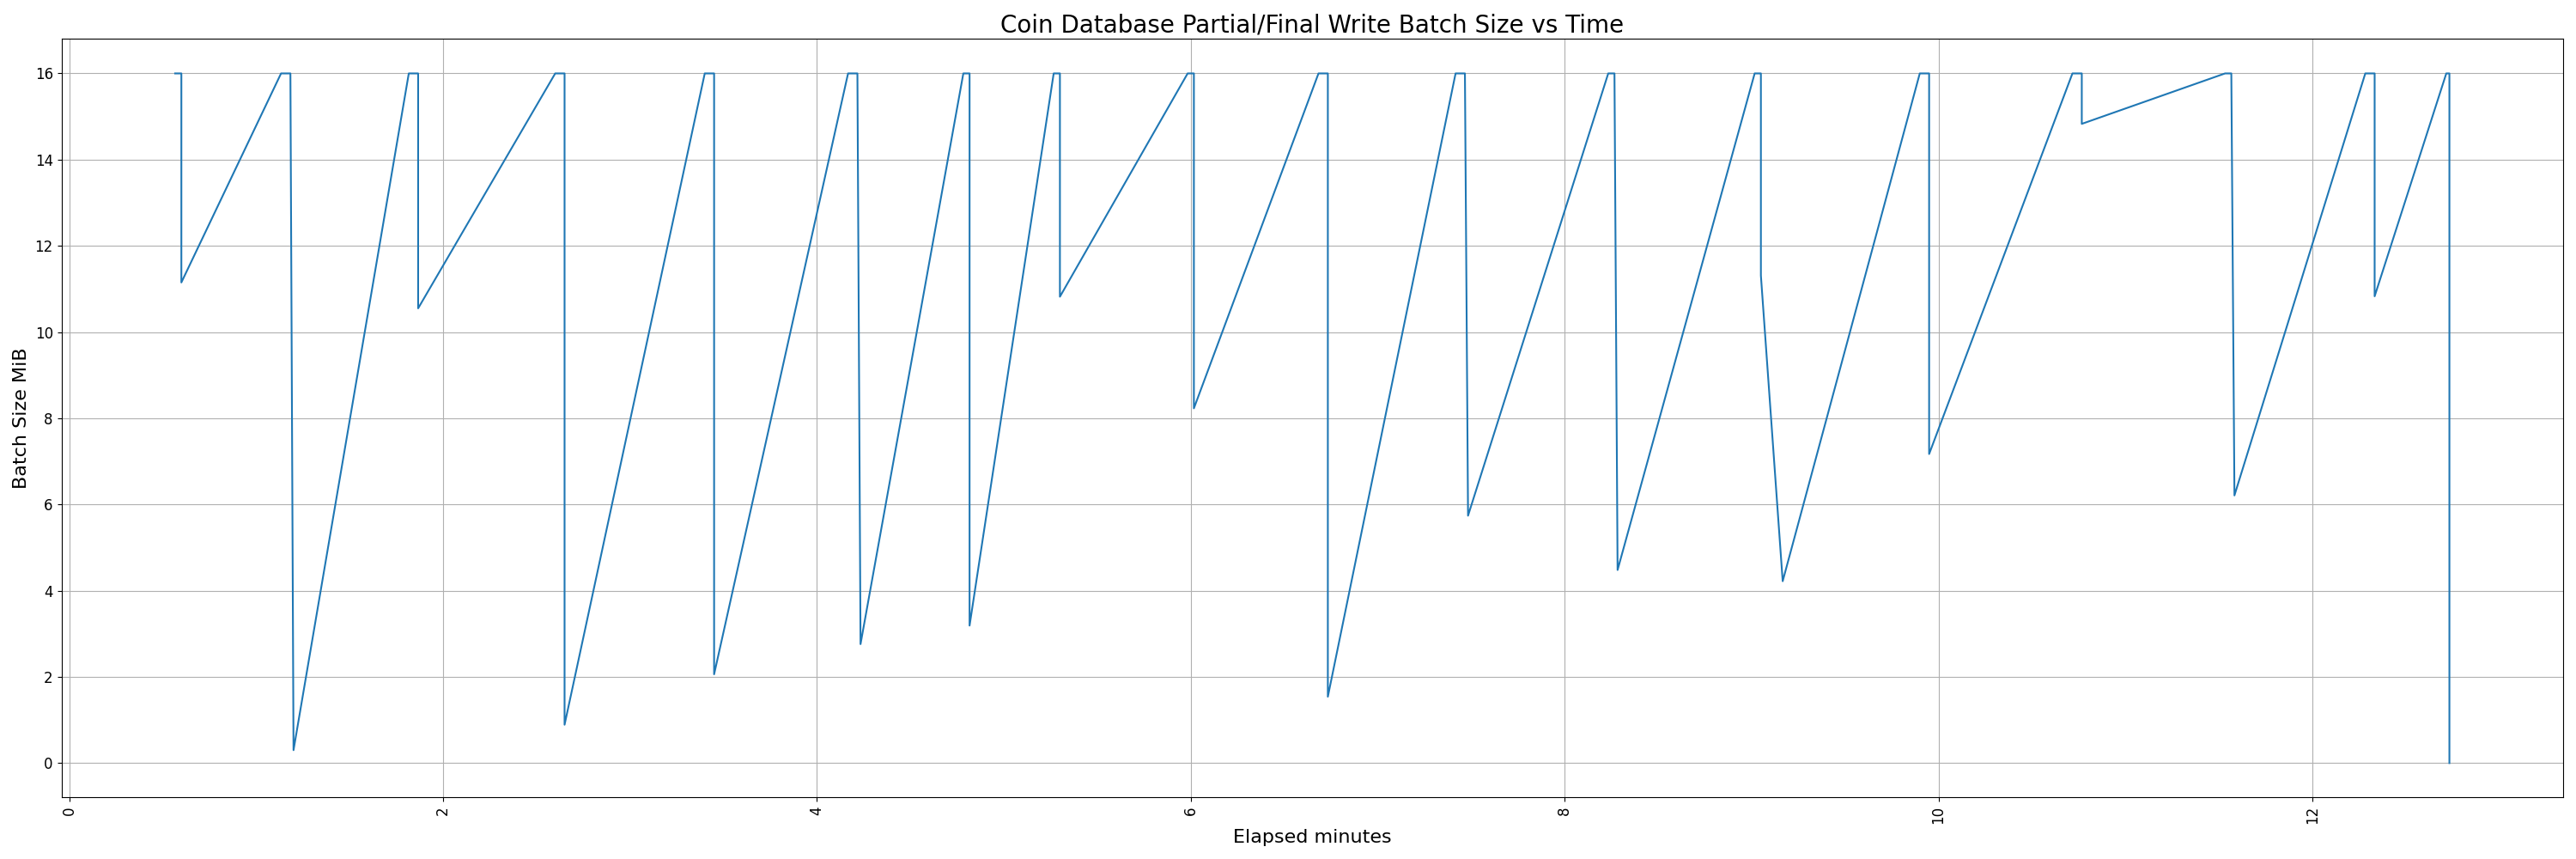 Coin Database Partial/Final Write Batch Size vs Time
Batch Size MiB
16
14
12
10
8
6
4
2
0
0 2 4 6 8 10 12
Elapsed minutes